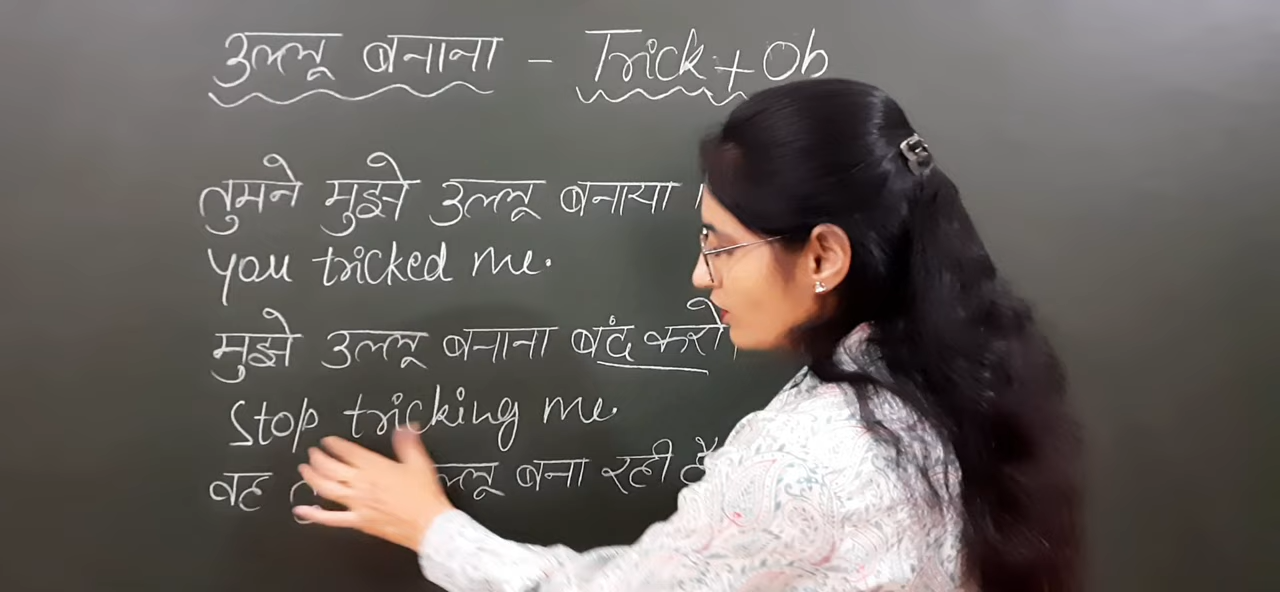 उल्लू बनाना - Trick + Ob
तुमने मुझे उल्लू बनाया ।
you tricked me.
मुझे उल्लू बनाना बंद करो ।
Stop tricking me.
वह बना रही